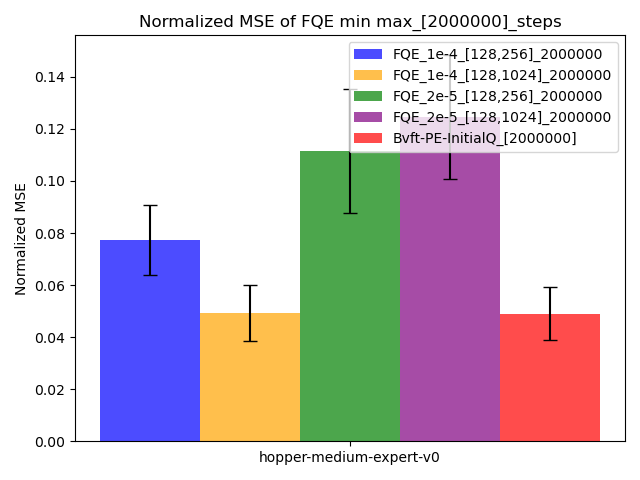 Normalized MSE of FQE min max_[2000000]_steps
FQE_1e-4_[128,256]_2000000
FQE_1e-4_[128,1024]_2000000
FQE_2e-5_[128,256]_2000000
FQE_2e-5_[128,1024]_2000000
Bvft-PE-InitialQ_[2000000]
Normalized MSE
0.14
0.12
0.10
0.08
0.06
0.04
0.02
0.00
hopper-medium-expert-v0